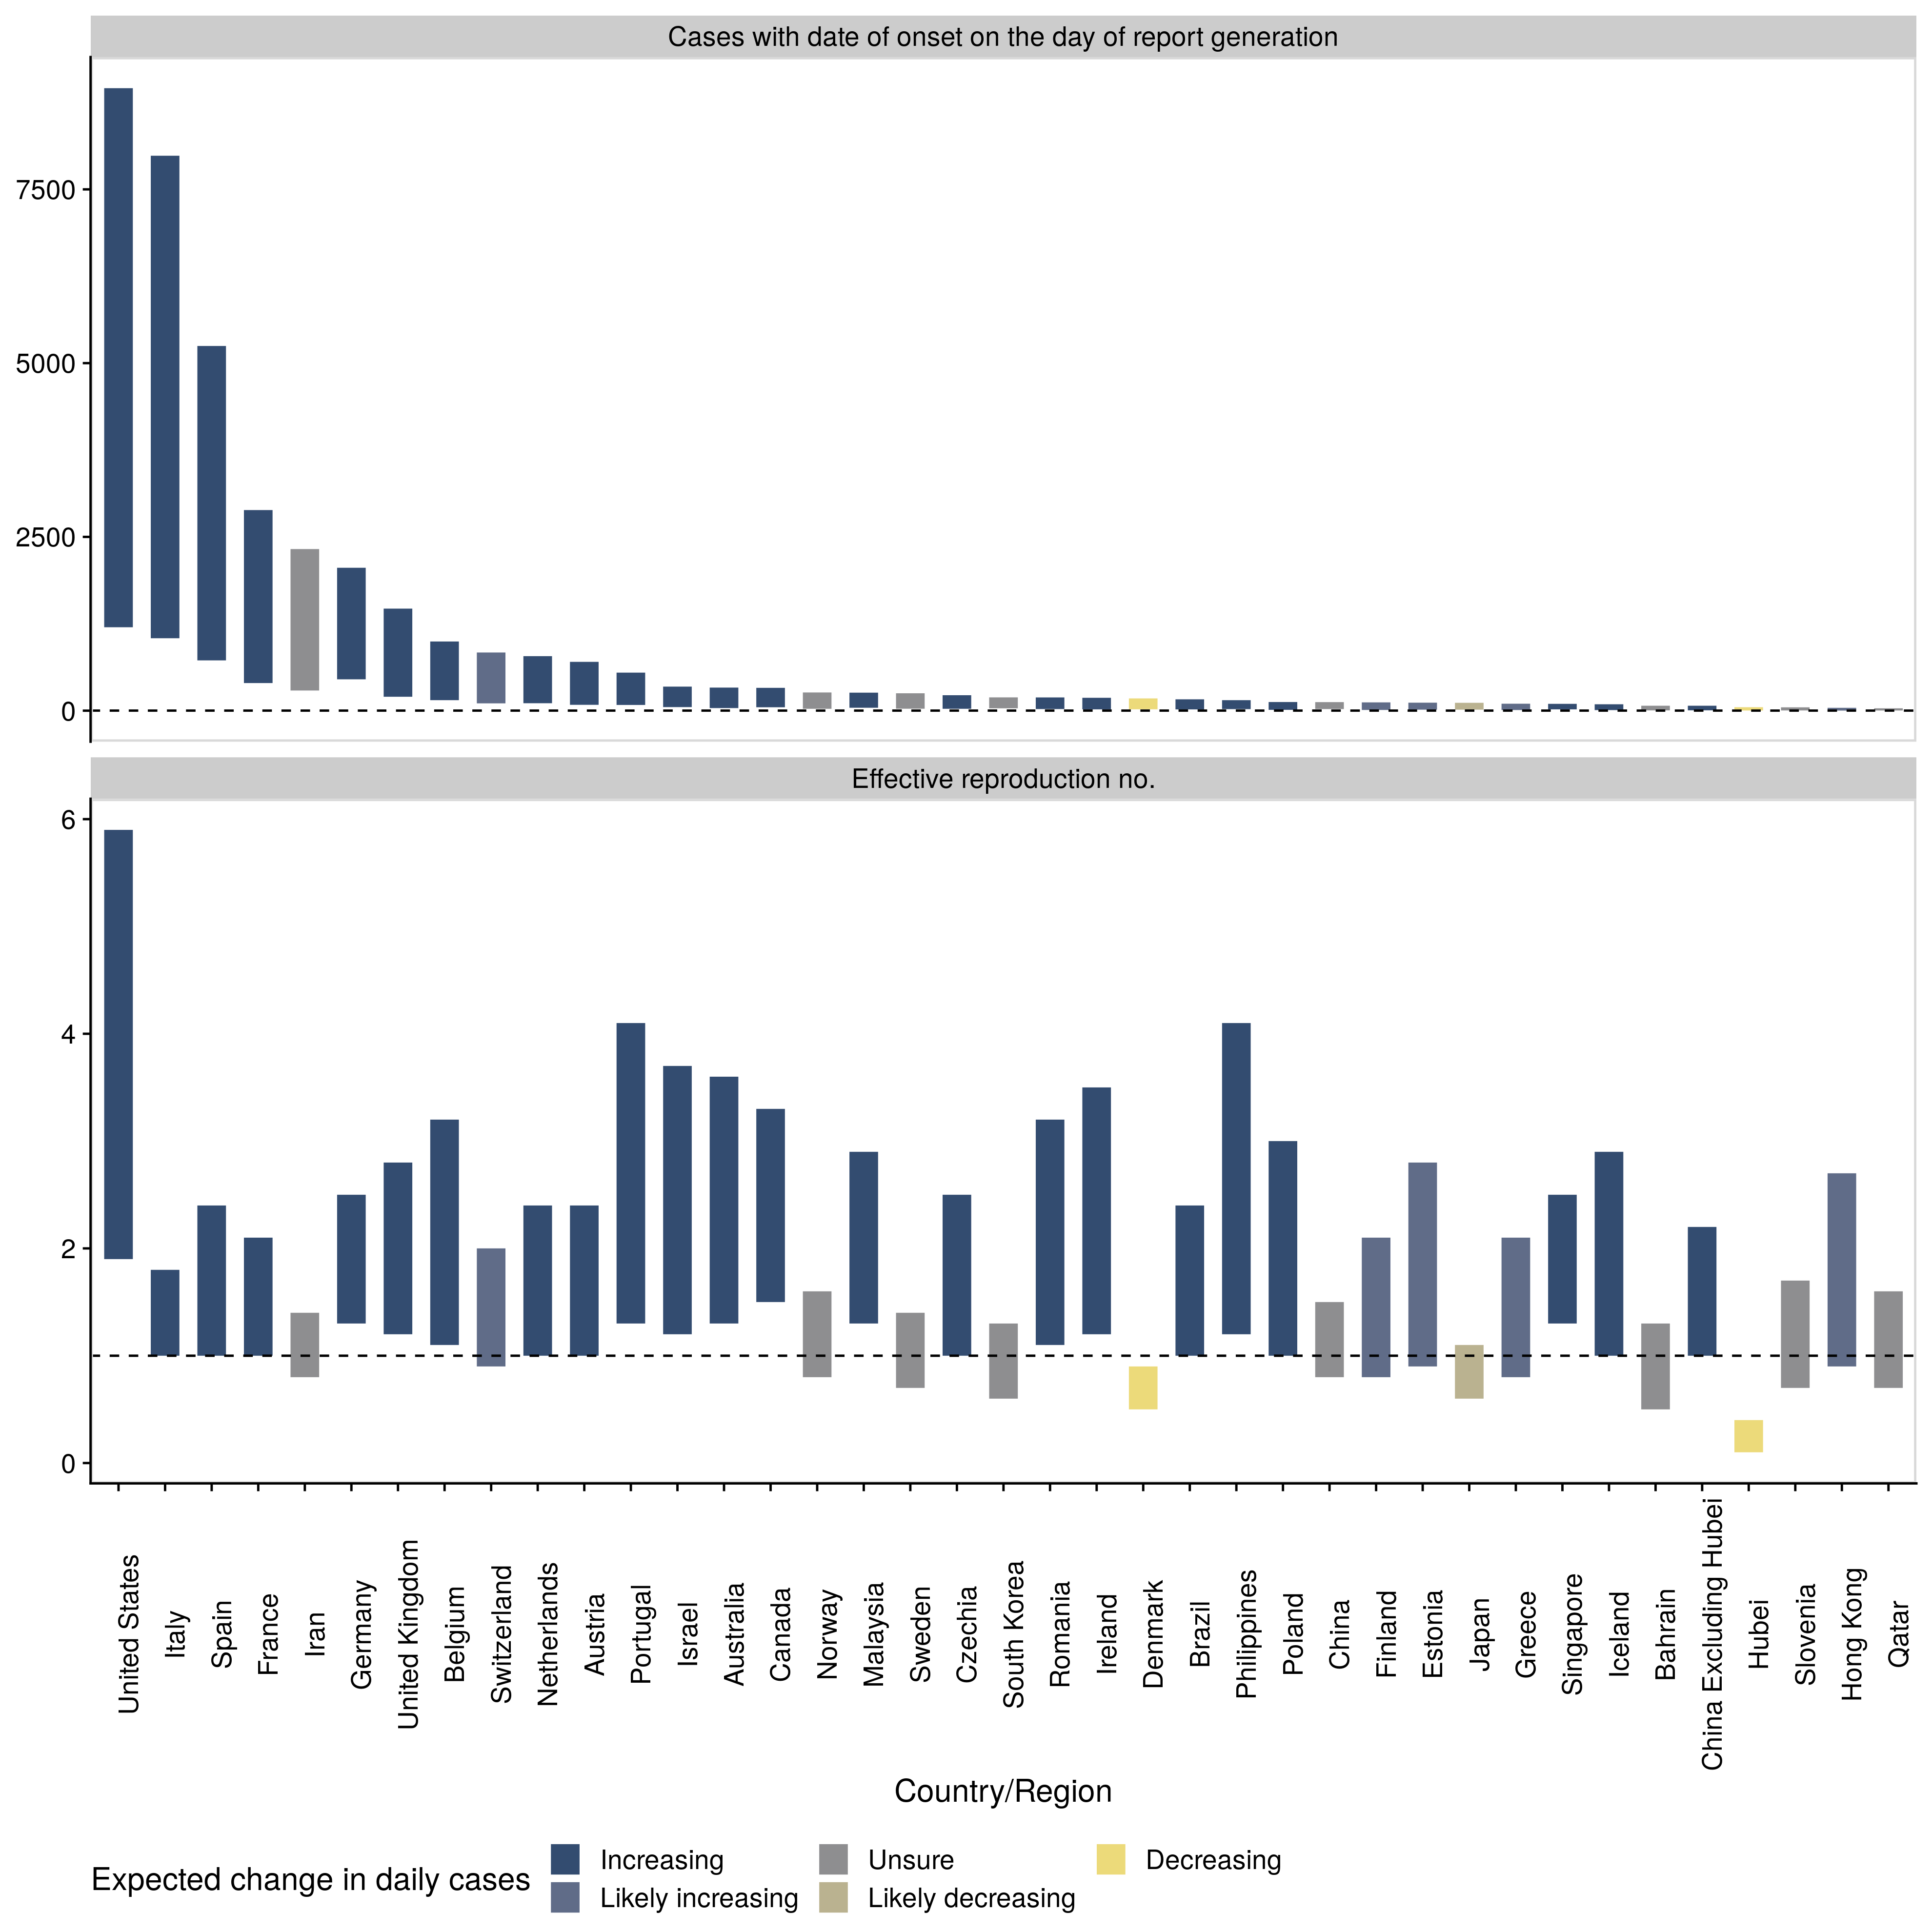 Cases with date of onset on the day of report generation
7500
5000
2500
0
Effective reproduction no.
6
4
2
0
United States
Italy
Spain
France
Iran
Germany
United Kingdom
Belgium
Switzerland
Netherlands
Austria
Portugal
Israel
Australia
Canada
Norway
Malaysia
Sweden
Czechia
South Korea
Romania
Ireland
Denmark
Brazil
Philippines
Poland
China
Finland
Estonia
Japan
Greece
Singapore
Iceland
Bahrain
China Excluding Hubei
Hubei
Slovenia
Hong Kong
Qatar
Country/Region
Expected change in daily cases
Increasing
Likely increasing
Unsure
Likely decreasing
Decreasing